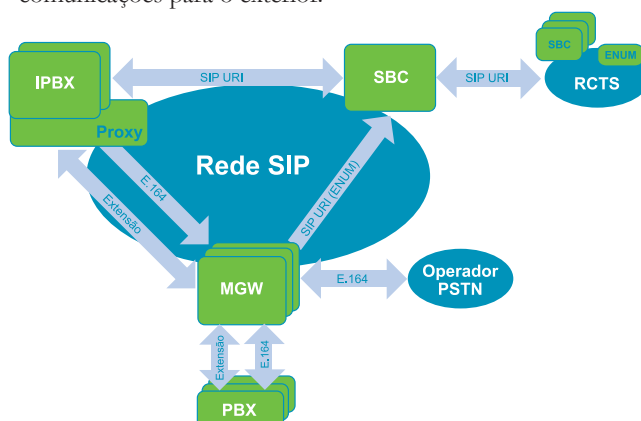 comunicações para o exterior.
SBC
ENUM
RCTS
IPBX
Proxy
SIP URI
SBC
SIP URI
Rede SIP
E.164
Extensão
SIP URI (ENUM)
MGW
E.164
Operador
PSTN
Extensão
E.164
PBX